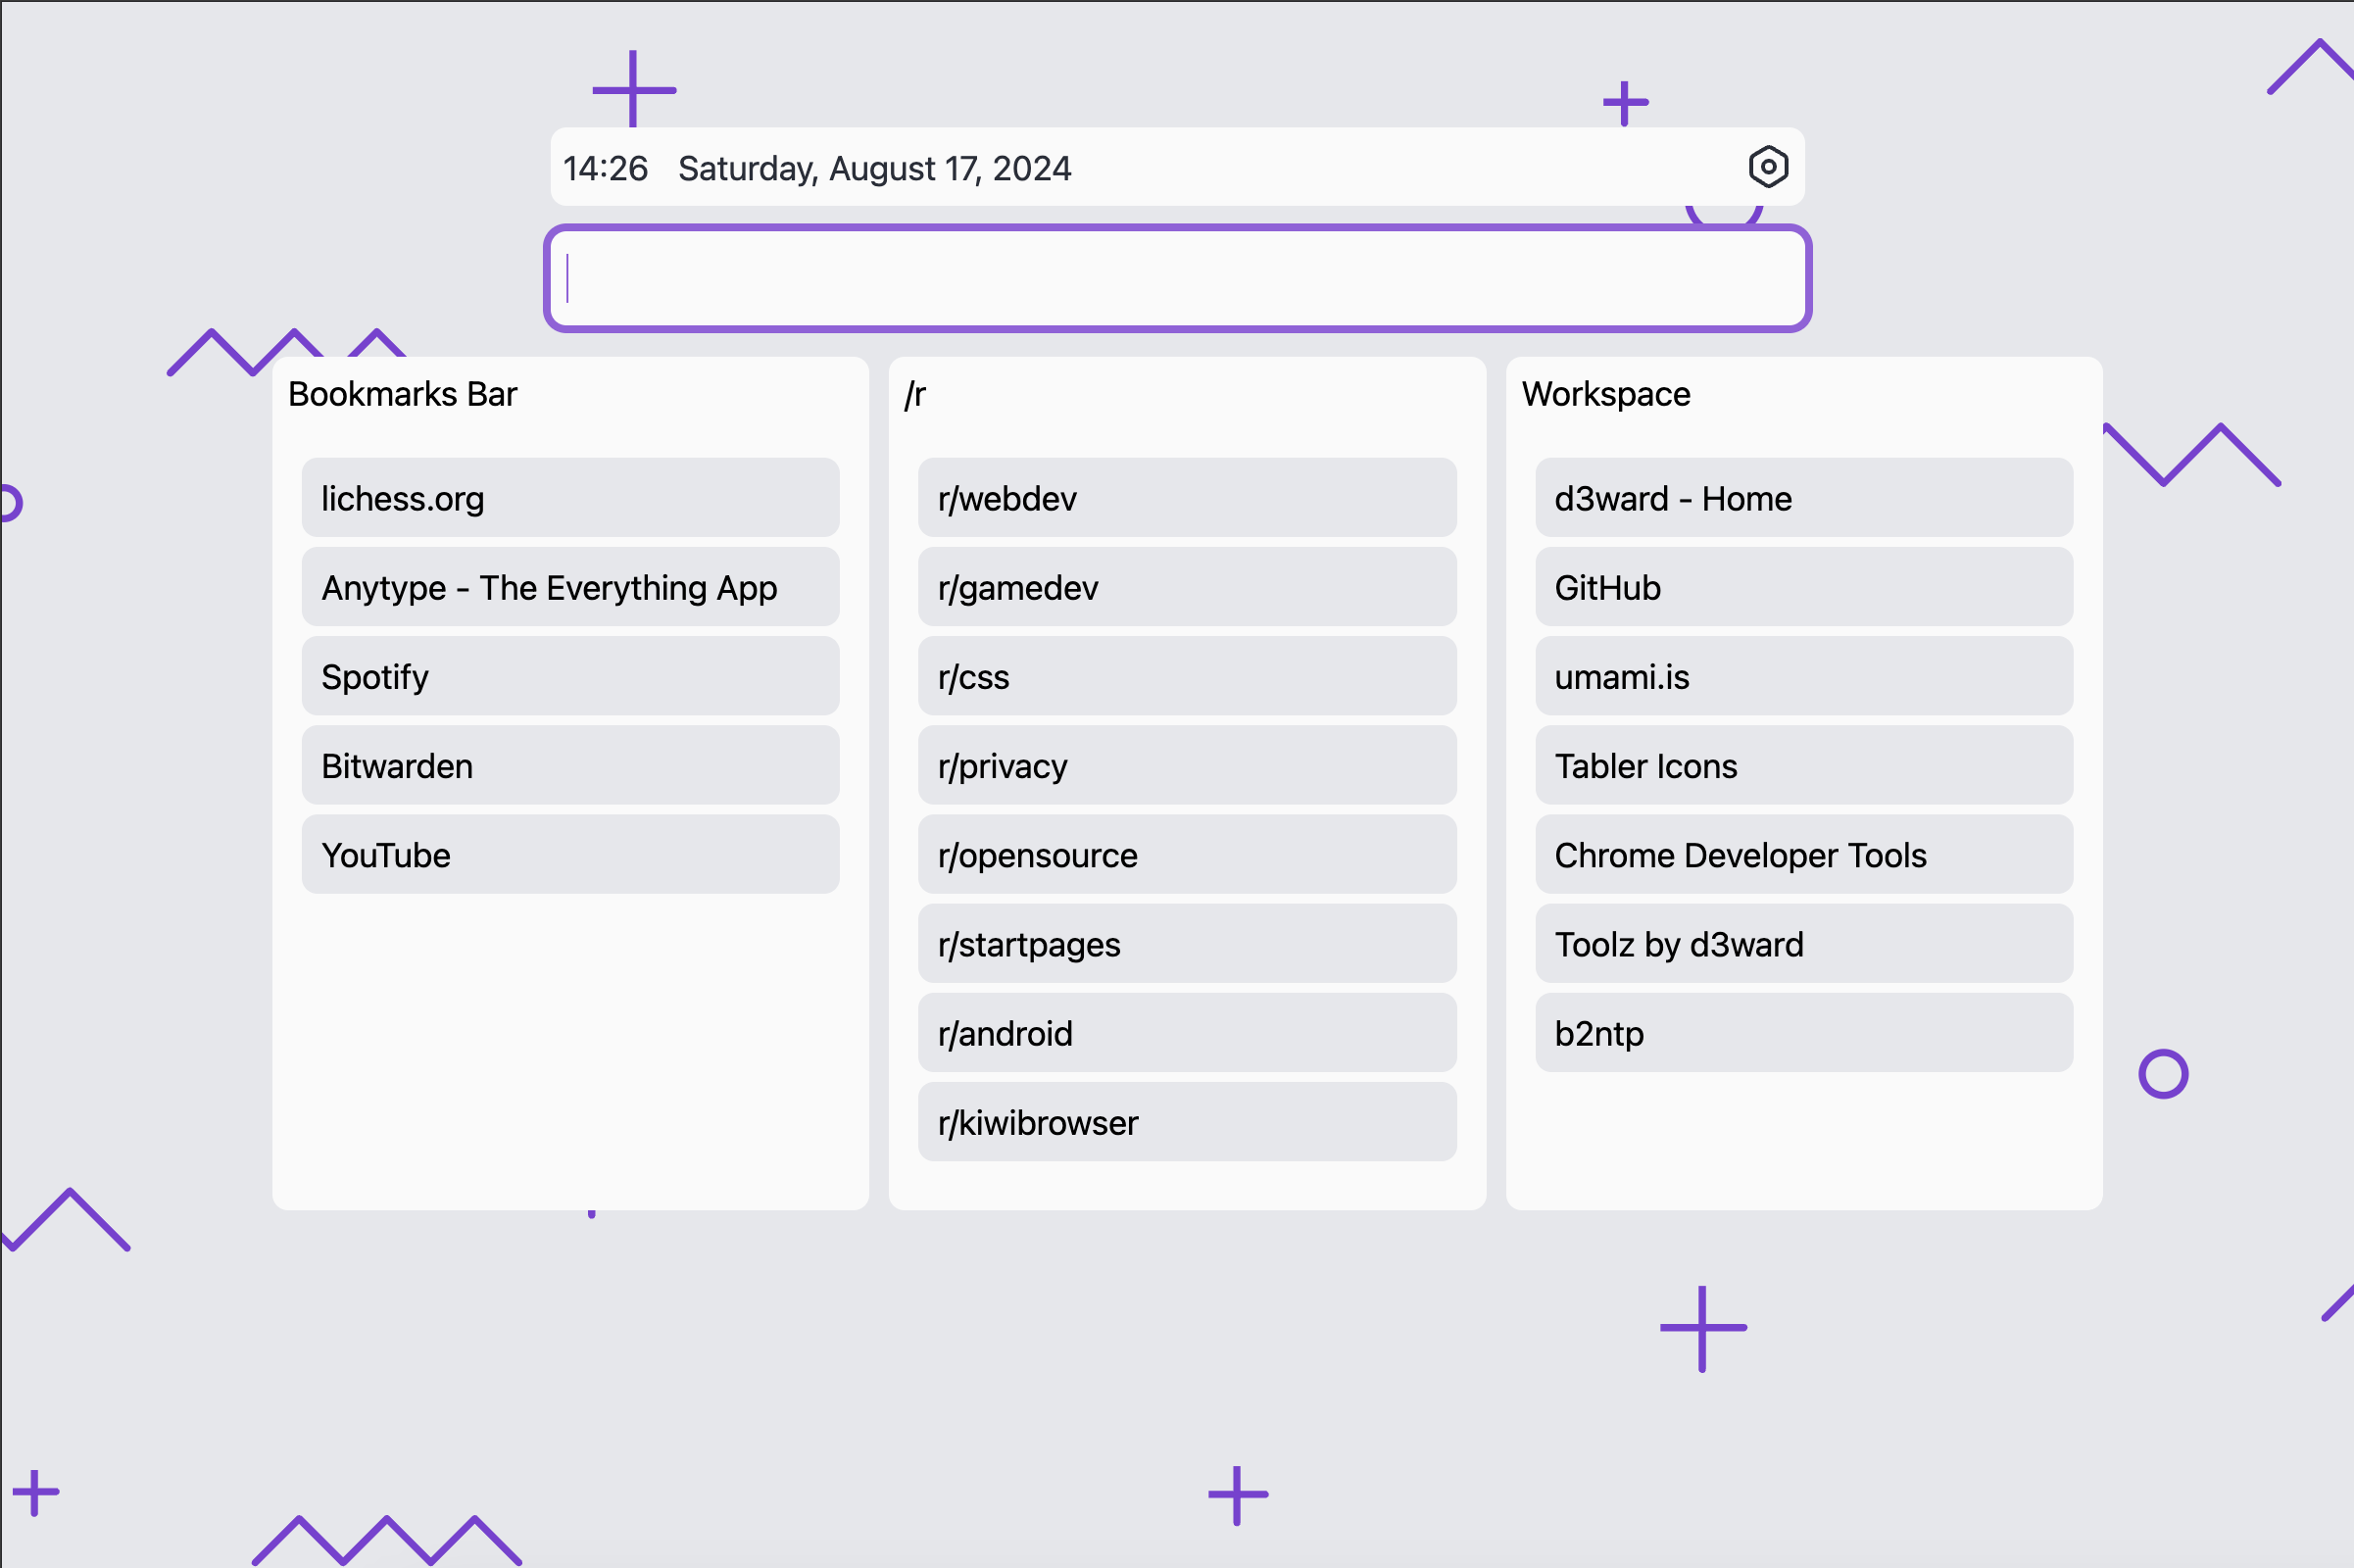 14:26 Saturday, August 17, 2024
Bookmarks Bar
lichess.org
Anytype - The Everything App
Spotify
Bitwarden
YouTube
/r
r/webdev
r/gamedev
r/css
r/privacy
r/opensource
r/startpages
r/android
r/kiwibrowser
Workspace
d3ward - Home
GitHub
umami.is
Tabler Icons
Chrome Developer Tools
Toolz by d3ward
b2ntp